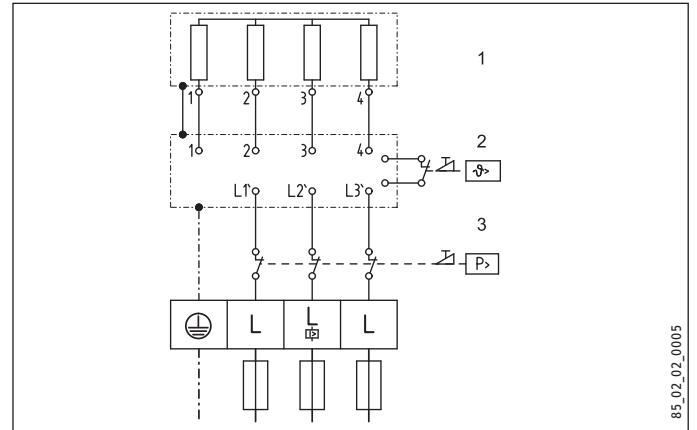 1
1 2 3 4
2
1 2 3 4
ϑ>
L1` L2` L3`
3
P>
L L L
I>
85_02_02_0005